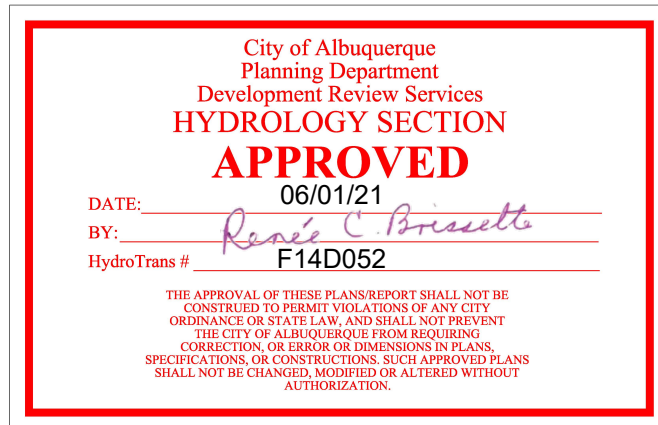 City of Albuquerque
Planning Department
Development Review Services
HYDROLOGY SECTION
APPROVED
DATE: 06/01/21
BY: Renée C. Brissette
HydroTrans # F14D052
THE APPROVAL OF THESE PLANS/REPORT SHALL NOT BE
CONSTRUED TO PERMIT VIOLATIONS OF ANY CITY
ORDINANCE OR STATE LAW, AND SHALL NOT PREVENT
THE CITY OF ALBUQUERQUE FROM REQUIRING
CORRECTION, OR ERROR OR DIMENSIONS IN PLANS,
SPECIFICATIONS, OR CONSTRUCTIONS. SUCH APPROVED PLANS
SHALL NOT BE CHANGED, MODIFIED OR ALTERED WITHOUT
AUTHORIZATION.